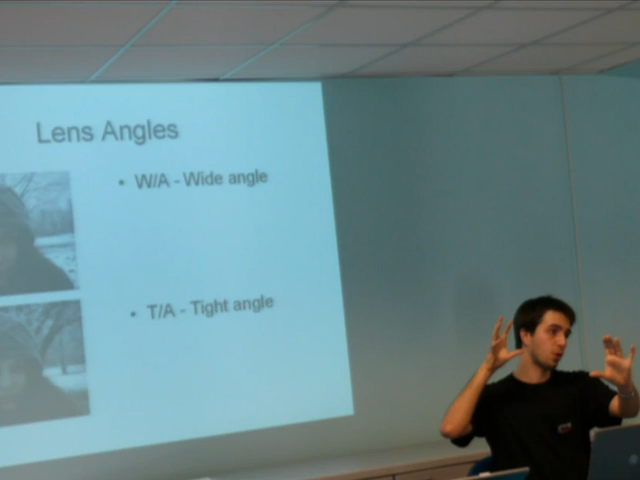 Lens Angles
• W/A - Wide angle
• T/A - Tight angle